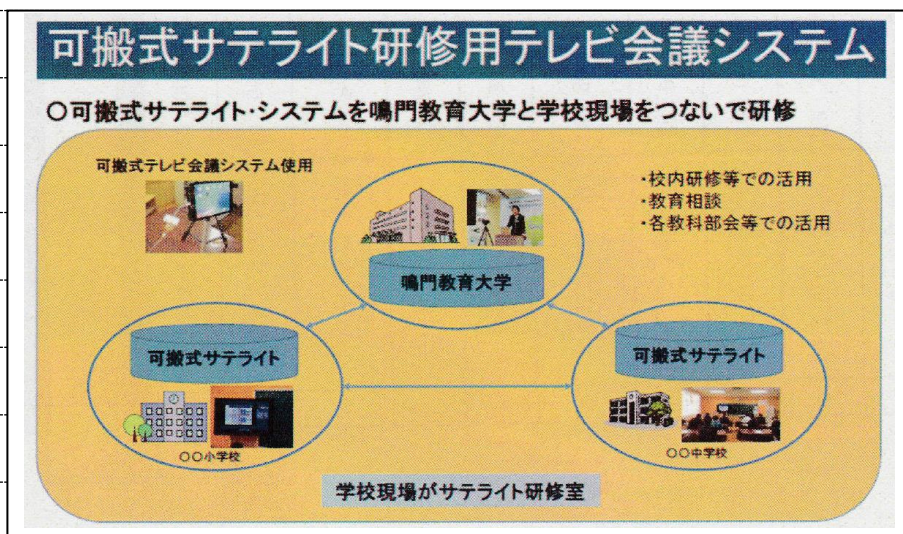 可搬式サテライト研修用テレビ会議システム
○可搬式サテライト・システムを鳴門教育大学と学校現場をつないで研修
可搬式テレビ会議システム使用
・校内研修等での活用
・教育相談
・各教科部会等での活用
鳴門教育大学
可搬式サテライト
○○小学校
可搬式サテライト
○○中学校
学校現場がサテライト研修室